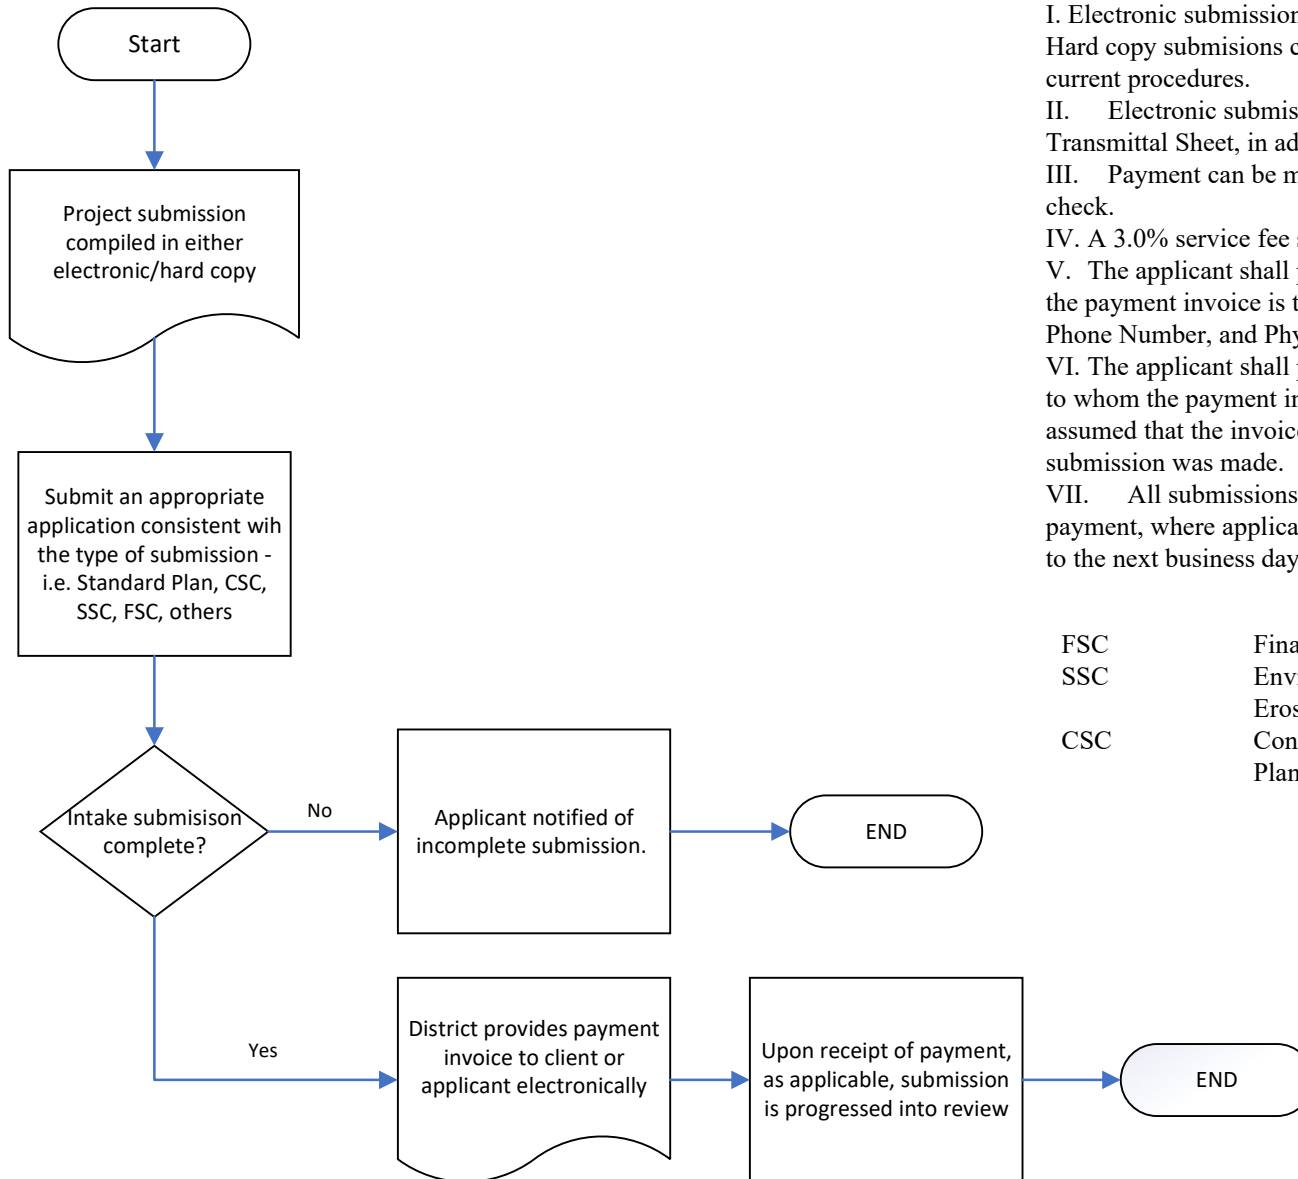 Start
Project submission
compiled in either
electronic/hard copy
Submit an appropriate
application consistent wih
the type of submission -
i.e. Standard Plan, CSC,
SSC, FSC, others
Intake submisison
complete?
No
Applicant notified of
incomplete submission.
END
Yes
District provides payment
invoice to client or
applicant electronically
Upon receipt of payment,
as applicable, submission
is progressed into review
END
I. Electronic submission
Hard copy submisions
current procedures.
II. Electronic
Transmittal Sheet, in
III. Payment can be
check.
IV. A 3.0% service fee
V. The applicant shall
the payment invoice is
Phone Number, and
VI. The applicant shall
to whom the payment
assumed that the
submission was made.
VII. All submissions
payment, where
to the next business day
FSC
SSC
CSC
Plan